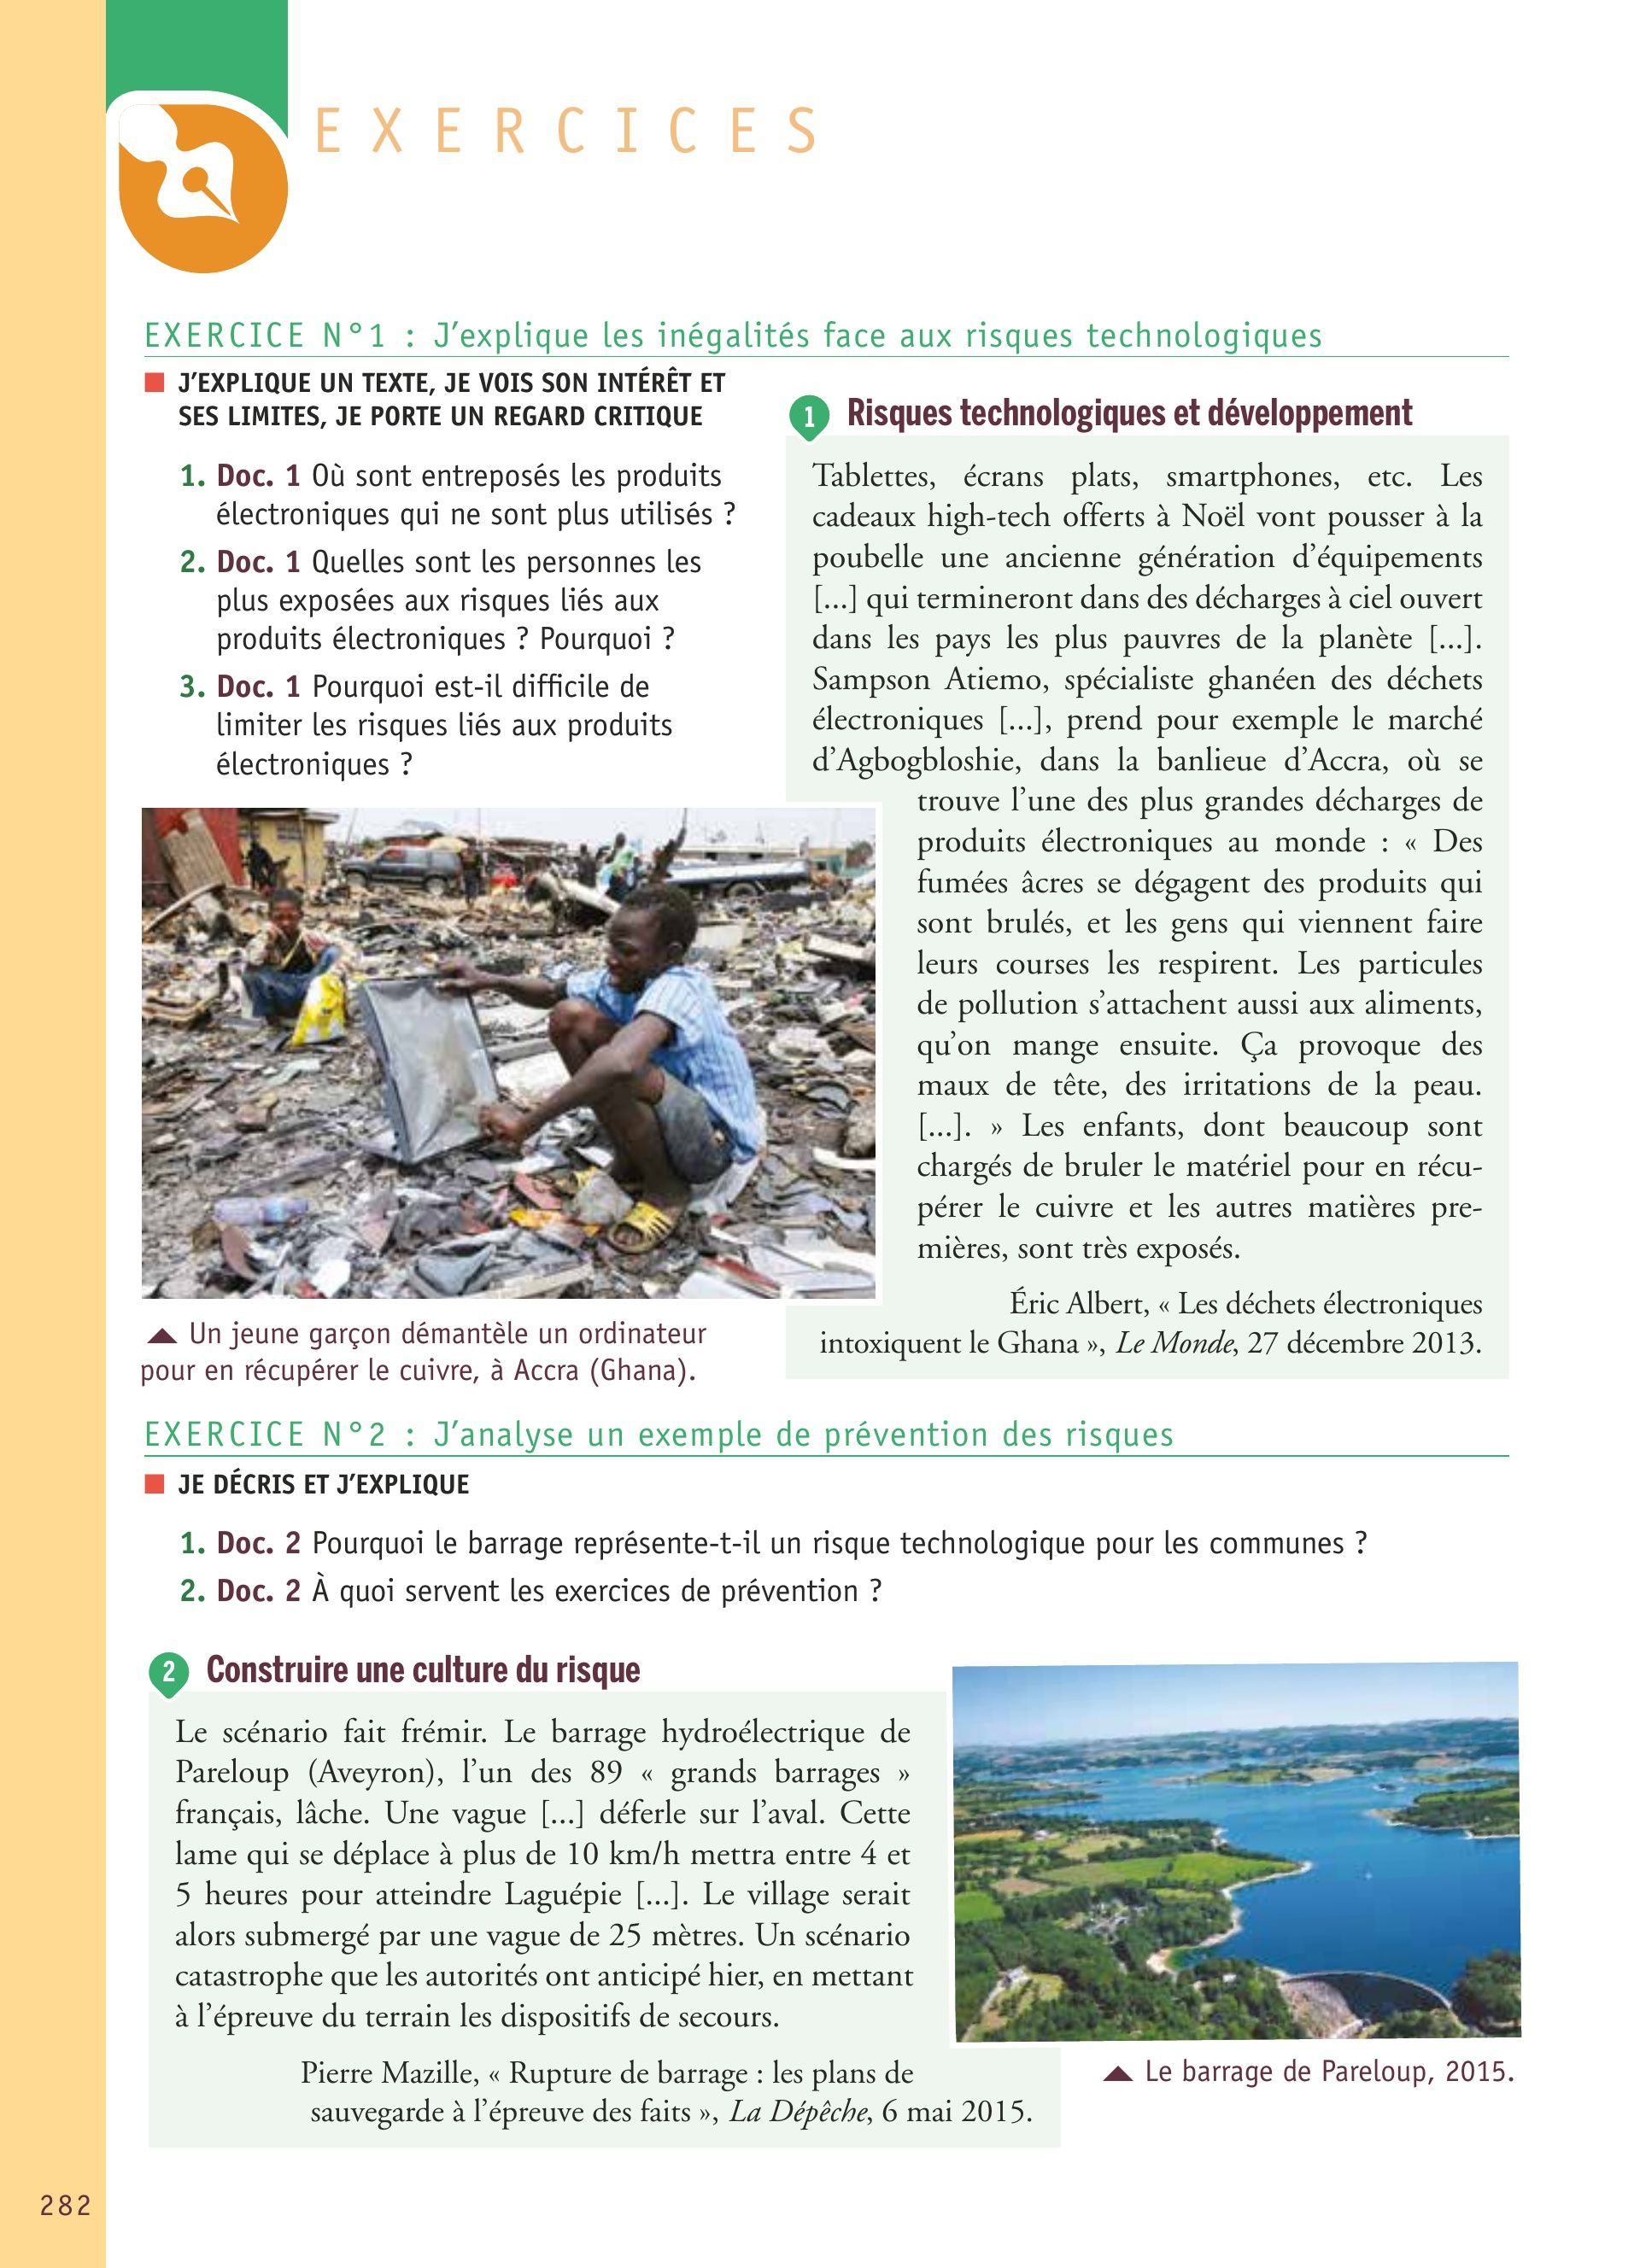 EXERCICES
EXERCICE N°1 : J’explique les inégalités face aux risques technologiques
J’EXPLIQUE UN TEXTE, JE VOIS SON INTÉRÊT ET
SES LIMITES, JE PORTE UN REGARD CRITIQUE
1. Doc. 1 Où sont entreposés les produits
électroniques qui ne sont plus utilisés ?
2. Doc. 1 Quelles sont les personnes les
plus exposées aux risques liés aux
produits électroniques ? Pourquoi ?
3. Doc. 1 Pourquoi est-il difficile de
limiter les risques liés aux produits
électroniques ?
1 Risques technologiques et développement
Tablettes, écrans plats, smartphones, etc. Les
cadeaux high-tech offerts à Noël vont pousser à la
poubelle une ancienne génération d’équipements
[...] qui termineront dans des décharges à ciel ouvert
dans les pays les plus pauvres de la planète [...].
Sampson Atiemo, spécialiste ghanéen des déchets
électroniques [...], prend pour exemple le marché
d’Agbogbloshie, dans la banlieue d’Accra, où se
trouve l’une des plus grandes décharges de
produits électroniques au monde : « Des
fumées âcres se dégagent des produits qui
sont brulés, et les gens qui viennent faire
leurs courses les respirent. Les particules
de pollution s’attachent aussi aux aliments,
qu’on mange ensuite. Ça provoque des
maux de tête, des irritations de la peau.
[...]. » Les enfants, dont beaucoup sont
chargés de bruler le matériel pour en récu-
pérer le cuivre et les autres matières pre-
mières, sont très exposés.
Éric Albert, « Les déchets électroniques
intoxiquent le Ghana », Le Monde, 27 décembre 2013.
Un jeune garçon démantèle un ordinateur
pour en récupérer le cuivre, à Accra (Ghana).
EXERCICE N°2 : J’analyse un exemple de prévention des risques
JE DÉCRIS ET J’EXPLIQUE
1. Doc. 2 Pourquoi le barrage représente-t-il un risque technologique pour les communes ?
2. Doc. 2 À quoi servent les exercices de prévention ?
2 Construire une culture du risque
Le scénario fait frémir. Le barrage hydroélectrique de
Pareloup (Aveyron), l’un des 89 « grands barrages »
français, lâche. Une vague [...] déferle sur l’aval. Cette
lame qui se déplace à plus de 10 km/h mettra entre 4 et
5 heures pour atteindre Laguépie [...]. Le village serait
alors submergé par une vague de 25 mètres. Un scénario
catastrophe que les autorités ont anticipé hier, en mettant
à l’épreuve du terrain les dispositifs de secours.
Pierre Mazille, « Rupture de barrage : les plans de
sauvegarde à l’épreuve des faits », La Dépêche, 6 mai 2015.
Le barrage de Pareloup, 2015.
282